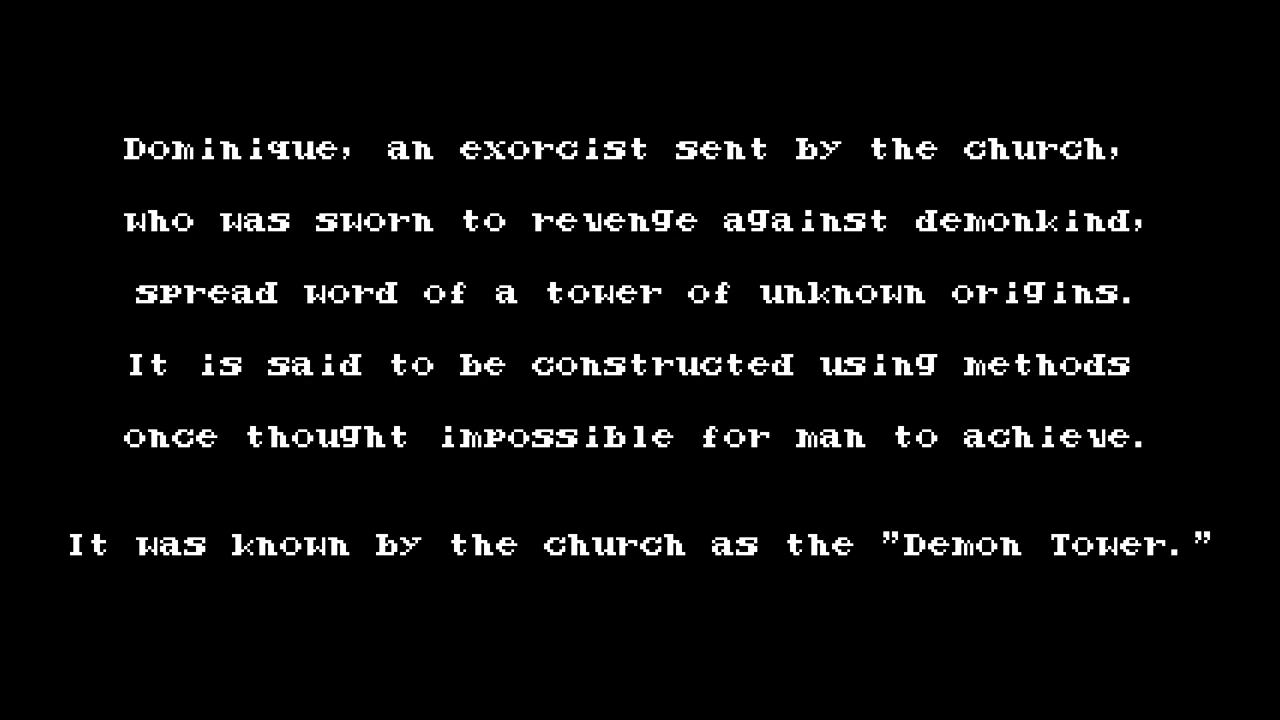 Dominique, an exorcist sent by the church,
who was sworn to revenge against demonkind,
spread word of a tower of unknown origins.
It is said to be constructed using methods
once thought impossible for man to achieve.
It was known by the church as the "Demon Tower."